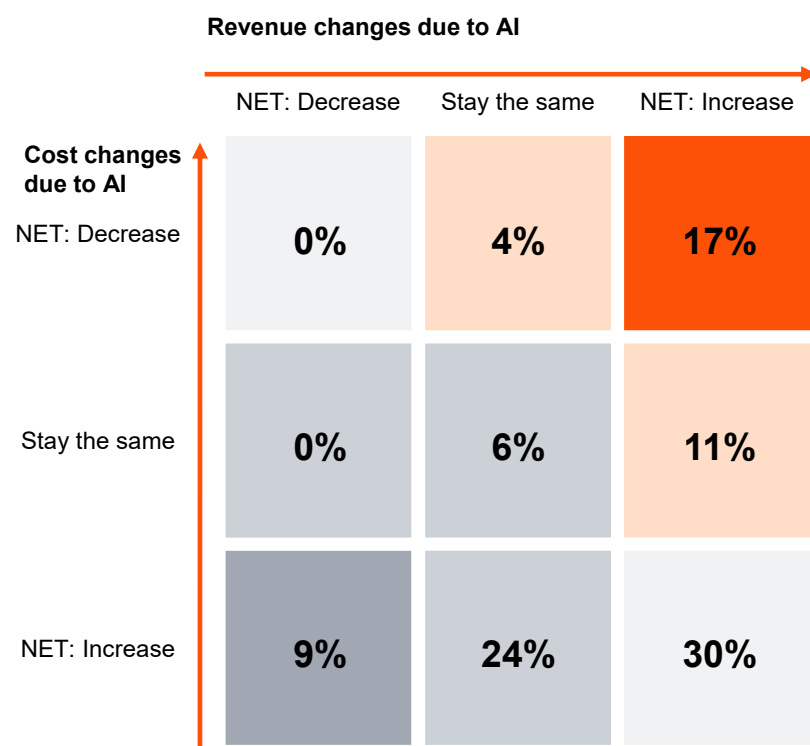 Revenue changes due to AI
NET: Decrease
Stay the same
NET: Increase
Cost changes
due to AI
NET: Decrease
0%
4%
17%
Stay the same
0%
6%
11%
NET: Increase
9%
24%
30%